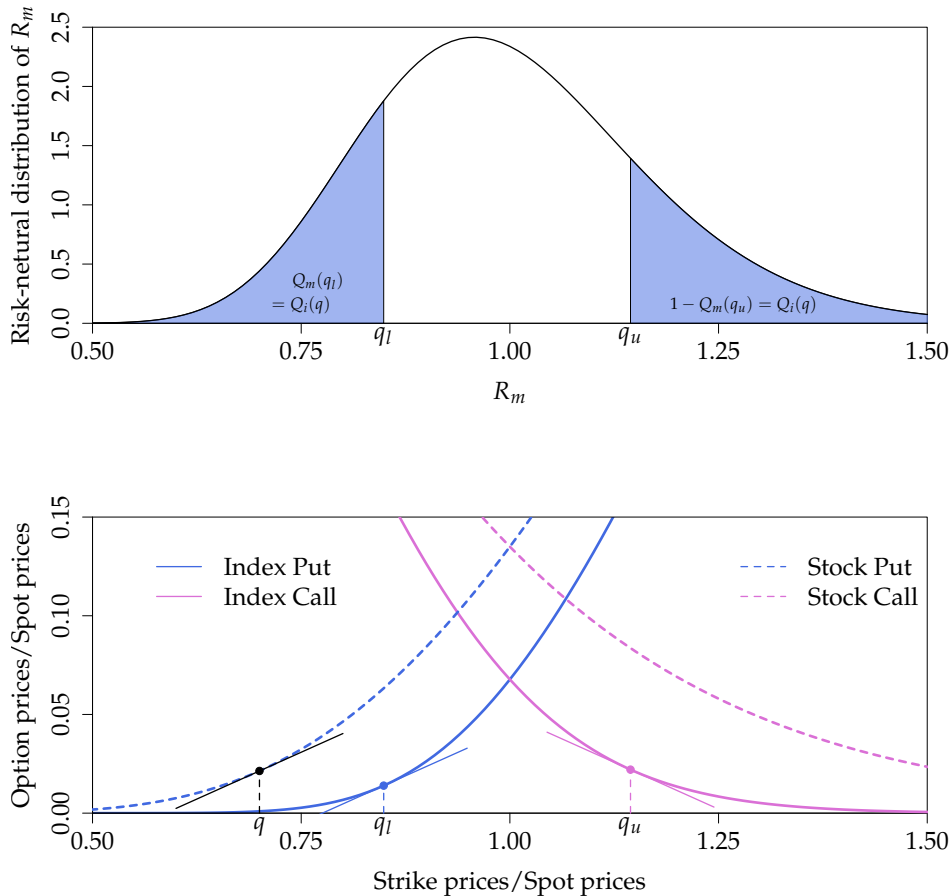 Risk-netural distribution of Rₘ
2.5
2.0
1.5
1.0
0.5
0.0
Qₘ(qₗ)
= Qᵢ(q)
1 − Qₘ(qᵤ) = Qᵢ(q)
qₗ
qᵤ
0.50 0.75 1.00 1.25 1.50
Rₘ
Option prices/Spot prices
0.15
0.10
0.05
0.00
Index Put
Index Call
Stock Put
Stock Call
q
qₗ
qᵤ
0.50 0.75 1.00 1.25 1.50
Strike prices/Spot prices